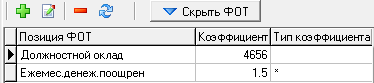 Скрыть ФОТ
Позиция ФОТ Коэффициент Тип коэффициента
Должностной оклад 4656
Ежемес.денеж.поощрен 1.5 *